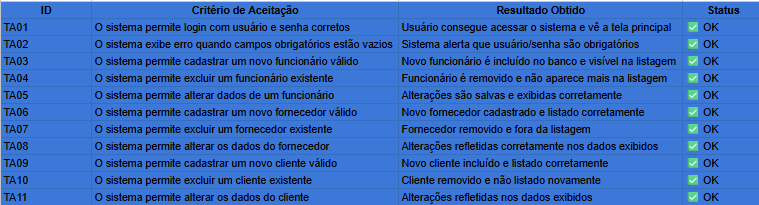 ID Critério de Aceitação Resultado Obtido Status
TA01 O sistema permite login com usuário e senha corretos Usuário consegue acessar o sistema e vê a tela principal ✅ OK
TA02 O sistema exibe erro quando campos obrigatórios estão vazios Sistema alerta que usuário/senha são obrigatórios ✅ OK
TA03 O sistema permite cadastrar um novo funcionário válido Novo funcionário é incluído no banco e visível na listagem ✅ OK
TA04 O sistema permite excluir um funcionário existente Funcionário é removido e não aparece mais na listagem ✅ OK
TA05 O sistema permite alterar dados de um funcionário Alterações são salvas e exibidas corretamente ✅ OK
TA06 O sistema permite cadastrar um novo fornecedor válido Novo fornecedor cadastrado e listado corretamente ✅ OK
TA07 O sistema permite excluir um fornecedor existente Fornecedor removido e fora da listagem ✅ OK
TA08 O sistema permite alterar os dados do fornecedor Alterações refletidas corretamente nos dados exibidos ✅ OK
TA09 O sistema permite cadastrar um novo cliente válido Novo cliente incluído e listado corretamente ✅ OK
TA10 O sistema permite excluir um cliente existente Cliente removido e não listado novamente ✅ OK
TA11 O sistema permite alterar os dados do cliente Alterações refletidas nos dados exibidos ✅ OK